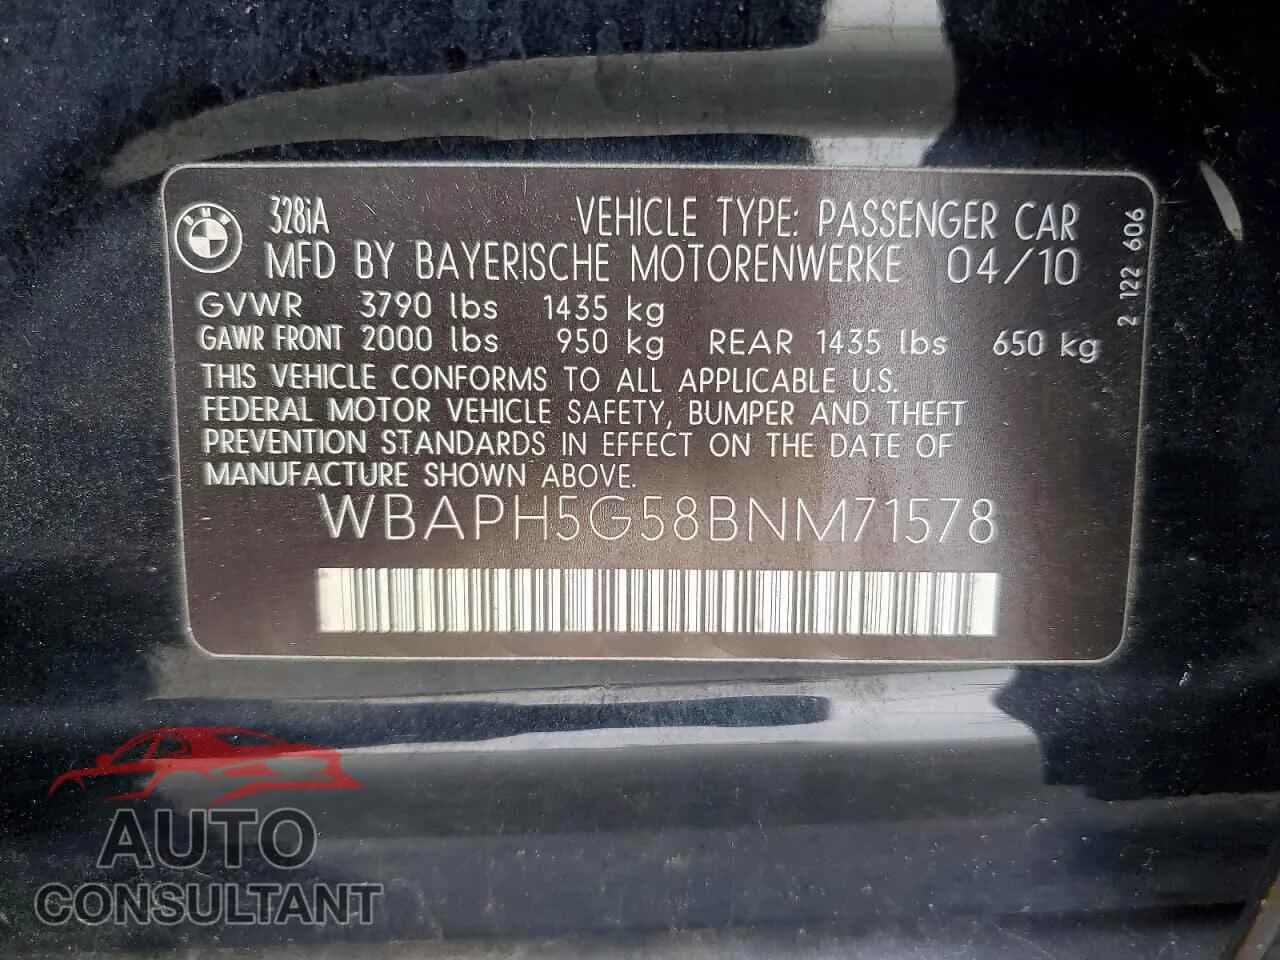 BMW
328iA VEHICLE TYPE: PASSENGER CAR
MFD BY BAYERISCHE MOTORENWERKE 04/10
GVWR 3790 lbs 1435 kg
GAWR FRONT 2000 lbs 950 kg REAR 1435 lbs 650 kg
THIS VEHICLE CONFORMS TO ALL APPLICABLE U.S.
FEDERAL MOTOR VEHICLE SAFETY, BUMPER AND THEFT
PREVENTION STANDARDS IN EFFECT ON THE DATE OF
MANUFACTURE SHOWN ABOVE.
WBAPH5G58BNM71578
2 122 606
AUTO
CONSULTANT